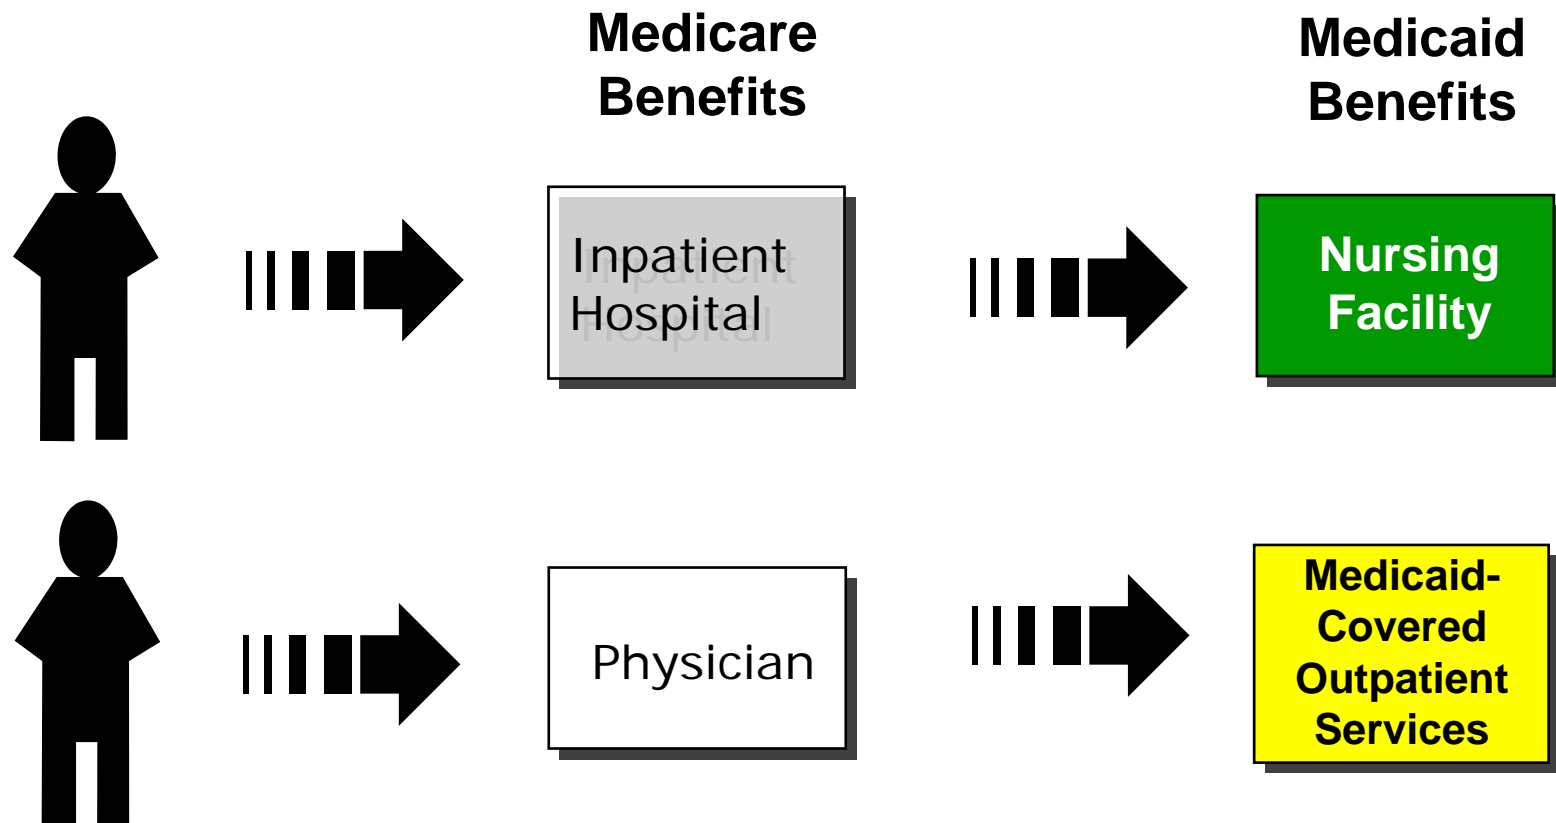 Medicare
Benefits
Medicaid
Benefits
Inpatient
Hospital
Nursing
Facility
Physician
Medicaid-
Covered
Outpatient
Services